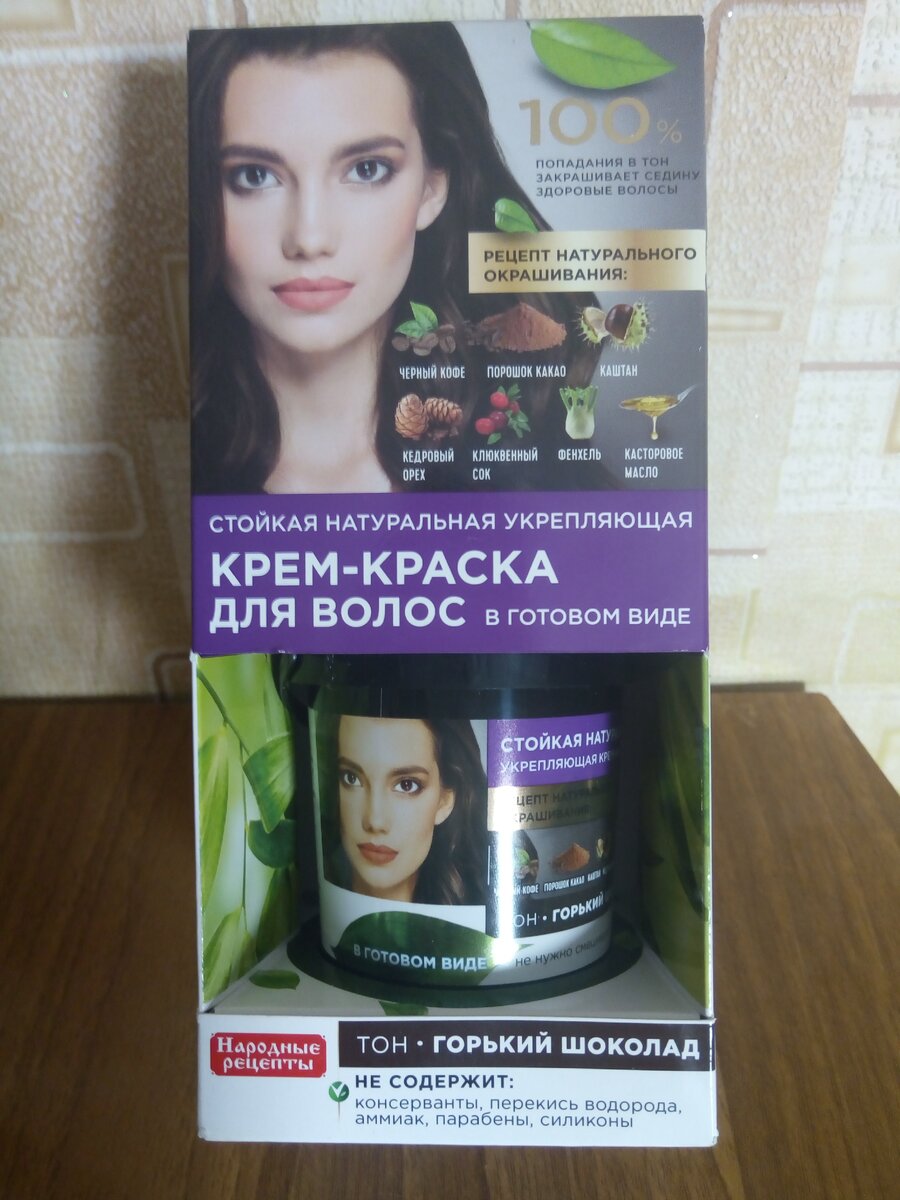 100%
ПОПАДАНИЯ В ТОН
ЗАКРАШИВАЕТ СЕДИНУ
ЗДОРОВЫЕ ВОЛОСЫ
РЕЦЕПТ НАТУРАЛЬНОГО
ОКРАШИВАНИЯ:
ЧЕРНЫЙ КОФЕ ПОРОШОК КАКАО КАШТАН
КЕДРОВЫЙ
ОРЕХ
КЛЮКВЕННЫЙ
СОК
ФЕНХЕЛЬ
КАСТОРОВОЕ
МАСЛО
СТОЙКАЯ НАТУРАЛЬНАЯ УКРЕПЛЯЮЩАЯ
КРЕМ-КРАСКА
ДЛЯ ВОЛОС В ГОТОВОМ ВИДЕ
СТОЙКАЯ НАТУ
УКРЕПЛЯЮЩАЯ КРЕ
ЦЕПТ НАТУРА
КРАШИВАНИЯ
Й КОФЕ ПОРОШОК КАКАО КАШТАН
ОН • ГОРЬКИЙ
В ГОТОВОМ ВИДЕ
не нужно смеш
Народные
рецепты
ТОН • ГОРЬКИЙ ШОКОЛАД
НЕ СОДЕРЖИТ:
консерванты, перекись водорода,
аммиак, парабены, силиконы